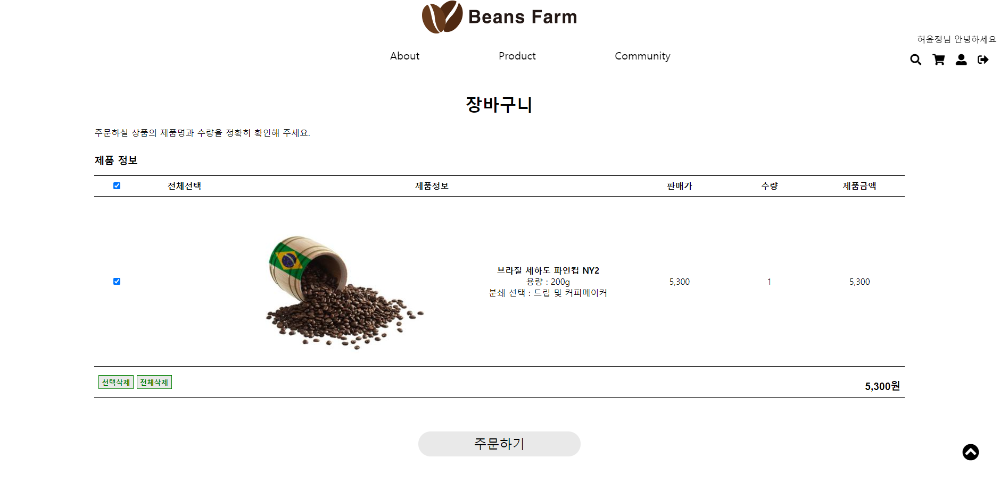 Beans Farm
허윤정님 안녕하세요
About Product Community
장바구니
주문하실 상품의 제품명과 수량을 정확히 확인해 주세요.
제품 정보
전체선택 제품정보 판매가 수량 제품금액
브라질 세하도 파인컵 NY2
용량 : 200g
분쇄 선택 : 드립 및 커피메이커
5,300 1 5,300
선택삭제 전체삭제 5,300원
주문하기